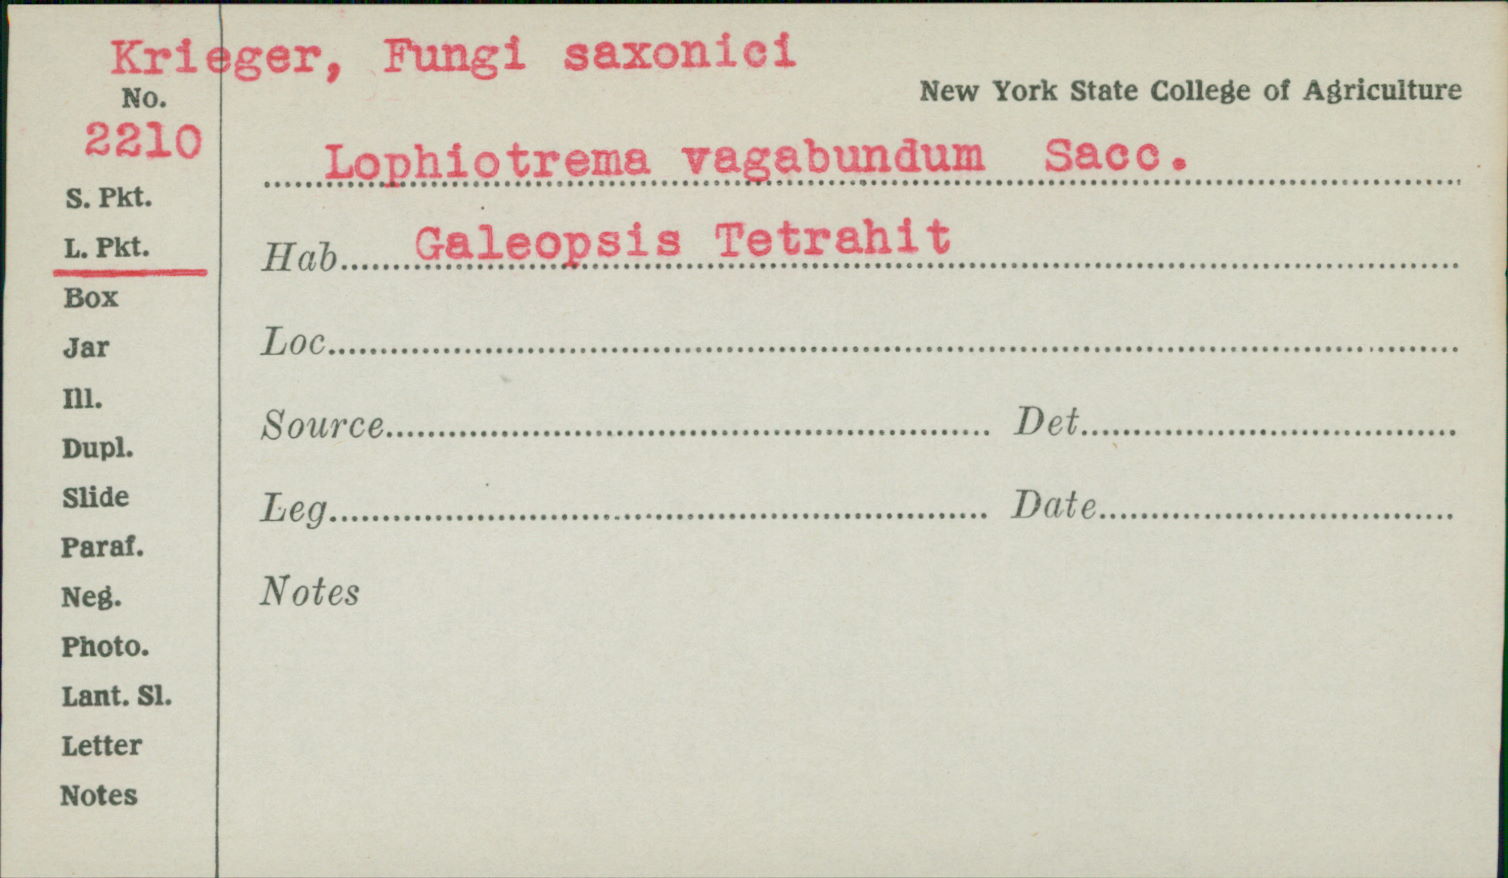 Krieger, Fungi saxonici
No.
New York State College of Agriculture
2210
Lophiotrema vagabundum Sacc.
S. Pkt.
L. Pkt.
Hab. Galeopsis Tetrahit
Box
Jar
Loc.
Ill.
Source
Det.
Dupl.
Slide
Leg.
Date
Paraf.
Neg.
Notes
Photo.
Lant. Sl.
Letter
Notes